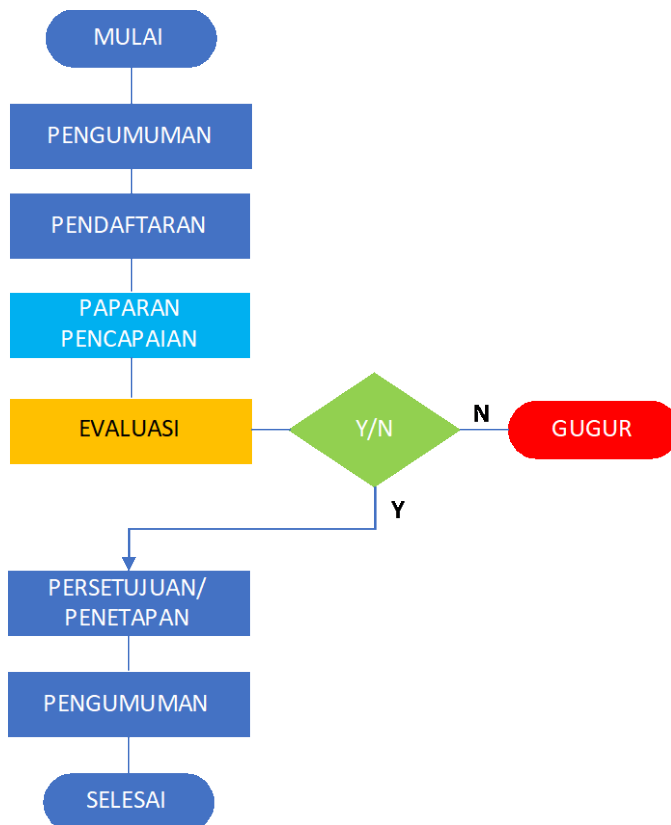 MULAI
PENGUMUMAN
PENDAFTARAN
PAPARAN
PENCAPAIAN
EVALUASI
Y/N
N
GUGUR
Y
PERSETUJUAN/
PENETAPAN
PENGUMUMAN
SELESAI